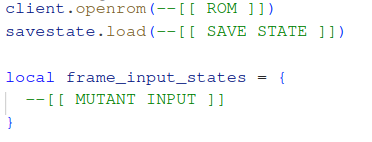 client.openrom(--[[ ROM ]])
savestate.load(--[[ SAVE STATE ]])
local frame_input_states = {
--[[ MUTANT INPUT ]]
}